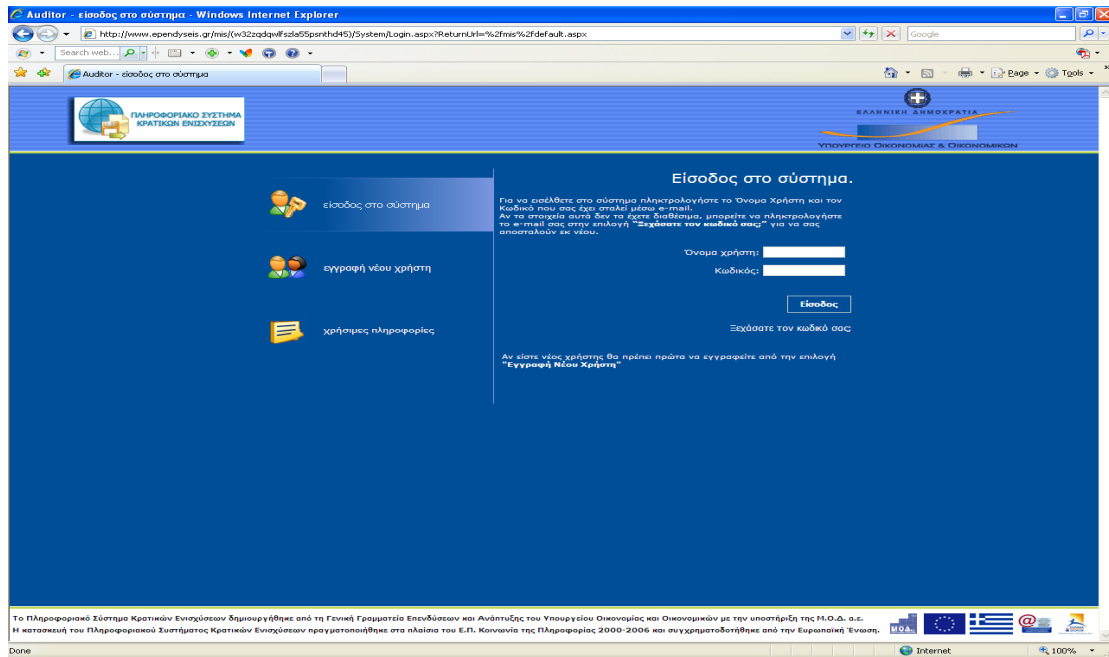 Auditor - είσοδος στο σύστημα - Windows Internet Explorer
http://www.ependyseis.gr/mis/(w32zqdqwlfszla55psnthd45)/System/Login.aspx?ReturnUrl=%2fmis%2fdefault.aspx
Google
Search web...
Auditor - είσοδος στο σύστημα
Page
Tools
ΠΛΗΡΟΦΟΡΙΑΚΟ ΣΥΣΤΗΜΑ
ΚΡΑΤΙΚΩΝ ΕΝΙΣΧΥΣΕΩΝ
ΕΛΛΗΝΙΚΗ ΔΗΜΟΚΡΑΤΙΑ
ΥΠΟΥΡΓΕΙΟ ΟΙΚΟΝΟΜΙΑΣ & ΟΙΚΟΝΟΜΙΚΩΝ
είσοδος στο σύστημα
εγγραφή νέου χρήστη
χρήσιμες πληροφορίες
Είσοδος στο σύστημα.
Για να εισέλθετε στο σύστημα πληκτρολογήστε το Όνομα Χρήστη και τον
Κωδικό που σας έχει σταλεί μέσω e-mail.
Αν τα στοιχεία αυτά δεν τα έχετε διαθέσιμα, μπορείτε να πληκτρολογήστε
το e-mail σας στην επιλογή "Ξεχάσατε τον κωδικό σας;" για να σας
αποσταλούν εκ νέου.
Όνομα χρήστη:
Κωδικός:
Είσοδος
Ξεχάσατε τον κωδικό σας;
Αν είστε νέος χρήστης θα πρέπει πρώτα να εγγραφείτε από την επιλογή
"Εγγραφή Νέου Χρήστη"
Το Πληροφοριακό Σύστημα Κρατικών Ενισχύσεων δημιουργήθηκε από τη Γενική Γραμματεία Επενδύσεων και Ανάπτυξης του Υπουργείου Οικονομίας και Οικονομικών με την υποστήριξη της Μ.Ο.Δ. α.ε.
Η κατασκευή του Πληροφοριακού Συστήματος Κρατικών Ενισχύσεων πραγματοποιήθηκε στα πλαίσια του Ε.Π. Κοινωνία της Πληροφορίας 2000-2006 και συγχρηματοδοτήθηκε από την Ευρωπαϊκή Ένωση.
ΜΟΔ
Done
Internet
100%